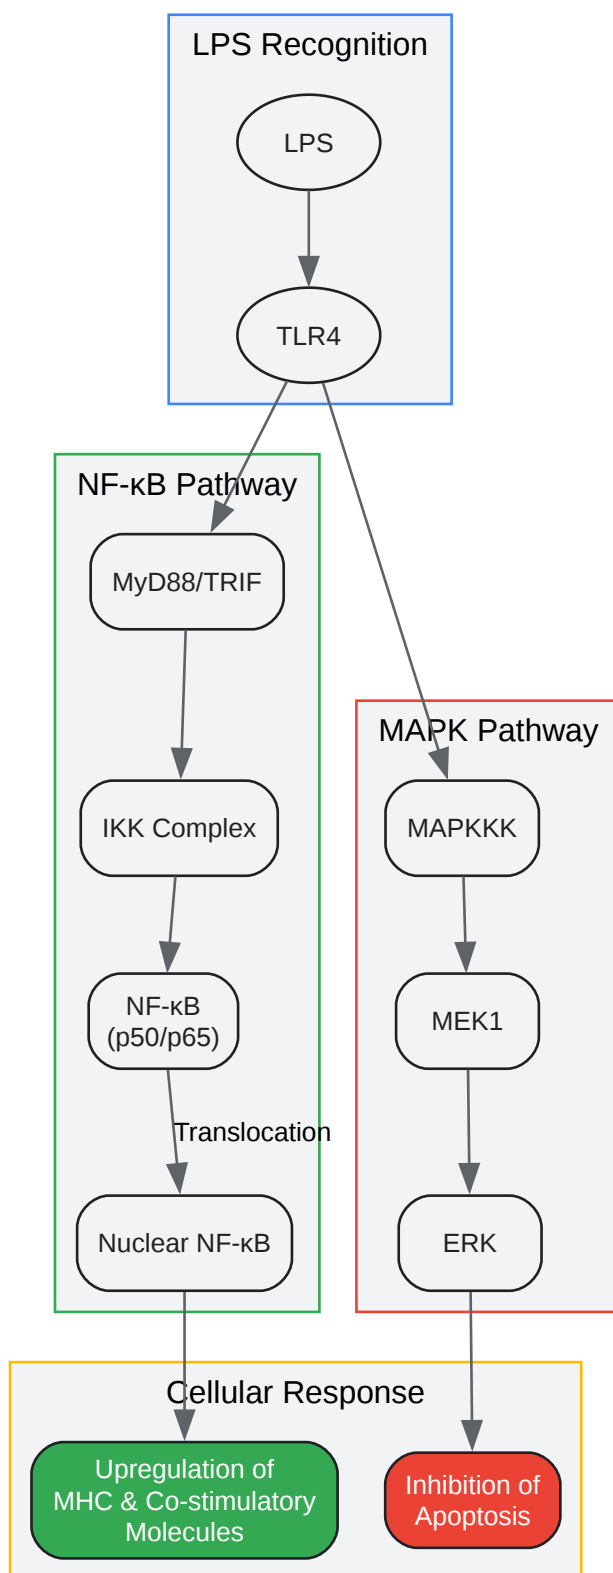 LPS Recognition
LPS
TLR4
NF-κB Pathway
MyD88/TRIF
IKK Complex
NF-κB
(p50/p65)
Translocation
Nuclear NF-κB
MAPK Pathway
MAPKKK
MEK1
ERK
Cellular Response
Upregulation of
MHC & Co-stimulatory
Molecules
Inhibition of
Apoptosis